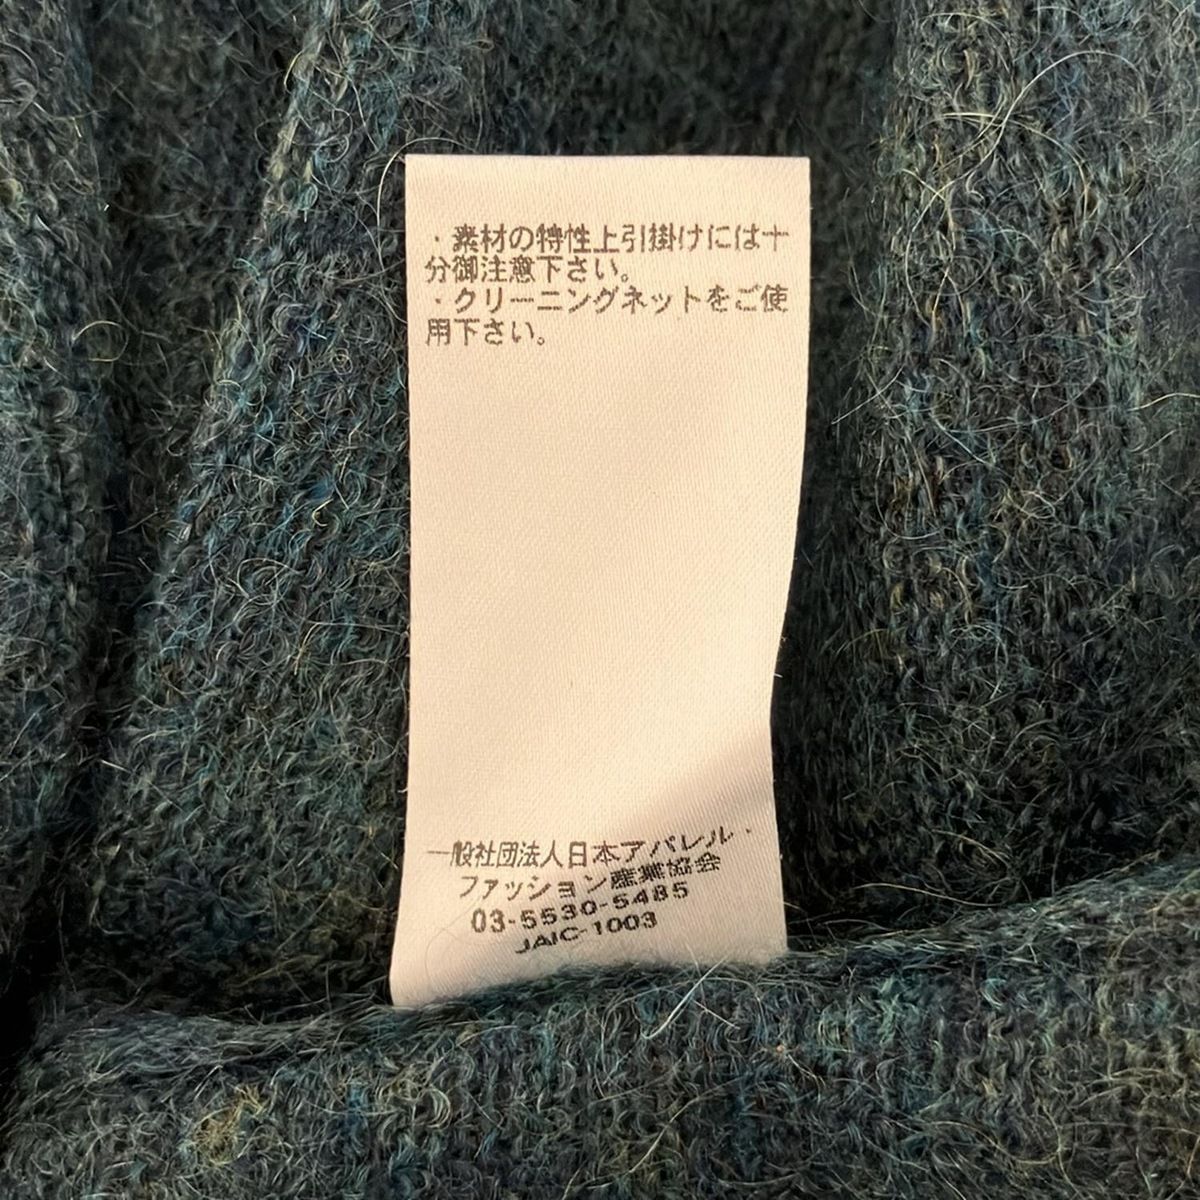 ・素材の特性上引掛けには十
分御注意下さい。
・クリーニングネットをご使
用下さい。
一般社団法人日本アパレル・
ファッション産業協会
03-5530-5485
JAIC-1003